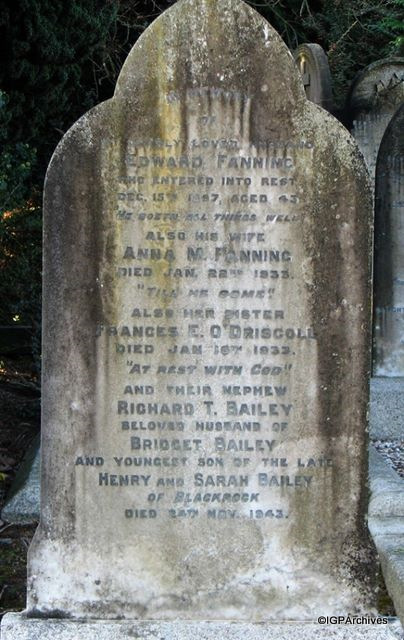 OF
LOVED
EDWARD FANNING
WHO ENTERED INTO REST
DEC. 15TH 1897, AGED 43
"HE DOETH ALL THINGS WELL"
ALSO HIS WIFE
ANNA M. FANNING
DIED JAN. 22ND 1933.
"TILL HE COME"
ALSO HER SISTER
FRANCES E. O'DRISCOLL
DIED JAN 16TH 1933.
"AT REST WITH GOD"
AND THEIR NEPHEW
RICHARD T. BAILEY
BELOVED HUSBAND OF
BRIDGET BAILEY
AND YOUNGEST SON OF THE LATE
HENRY AND SARAH BAILEY
OF BLACKROCK
DIED 24TH NOV. 1943.
©IGPArchives